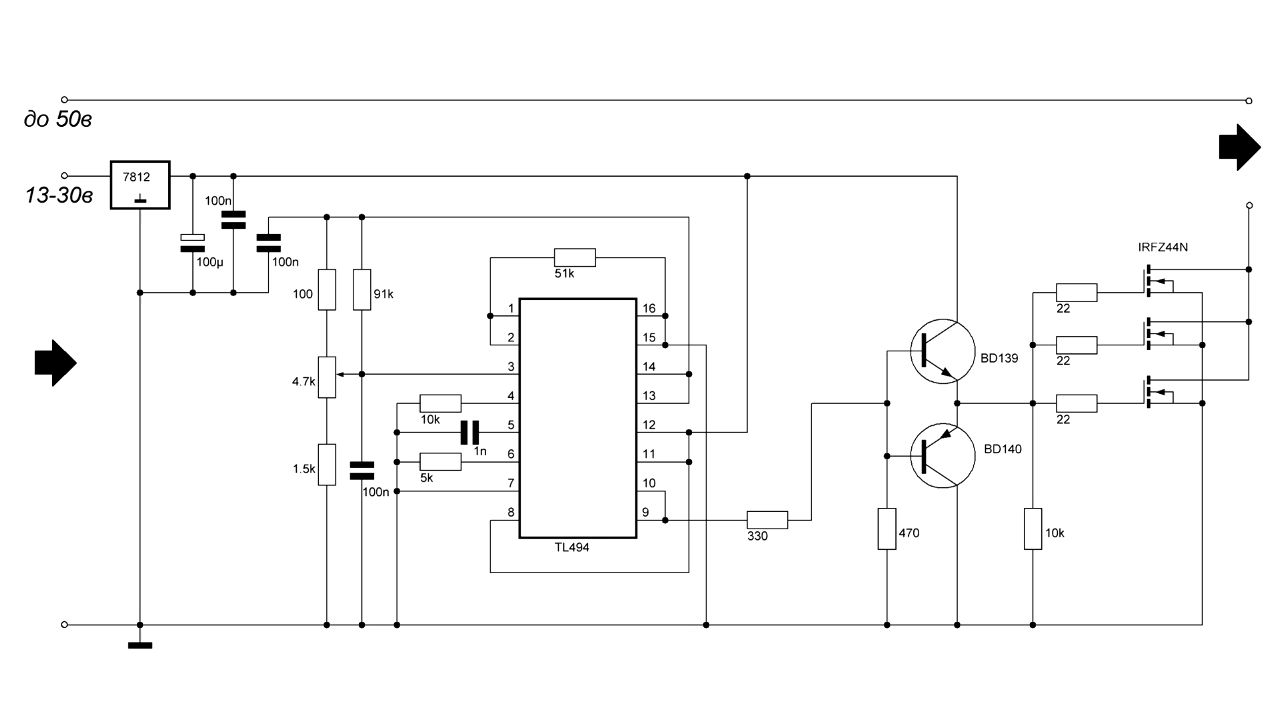 до 50в
13-30в
7812
100n
100µ
100n
100
91k
4.7k
1.5k
100n
51k
1
2
3
4
5
6
7
8
16
15
14
13
12
11
10
9
10k
1n
5k
TL494
330
470
BD139
BD140
IRFZ44N
22
22
22
10k